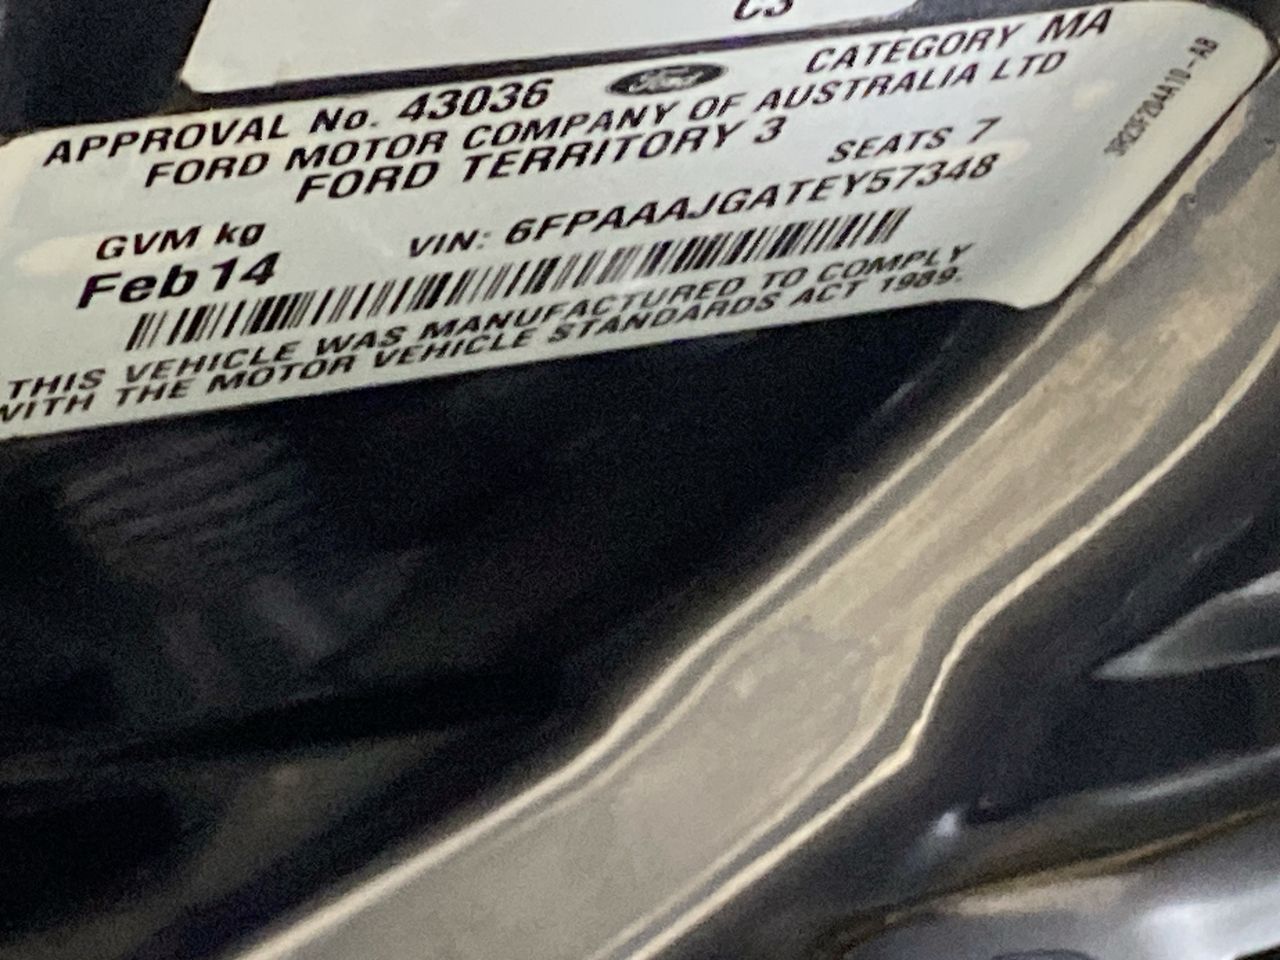 C3
APPROVAL No. 43036 Ford CATEGORY MA
FORD MOTOR COMPANY OF AUSTRALIA LTD
FORD TERRITORY 3
SEATS 7
GVM kg VIN: 6FPAAAJGATEY57348
Feb14
THIS VEHICLE WAS MANUFACTURED TO COMPLY
WITH THE MOTOR VEHICLE STANDARDS ACT 1989.